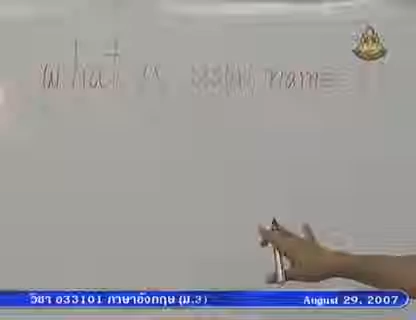 what name
วิชา อ33101 ภาษาอังกฤษ (ม.3)
August 29, 2007